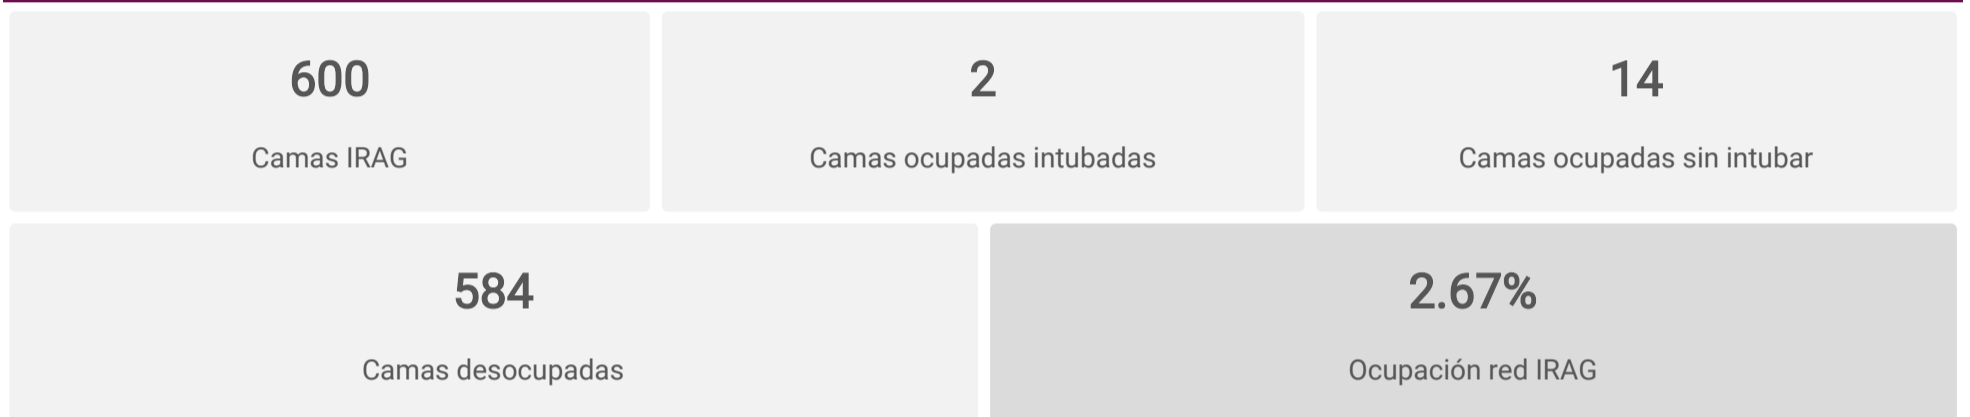 600
Camas IRAG
2
Camas ocupadas intubadas
14
Camas ocupadas sin intubar
584
Camas desocupadas
2.67%
Ocupación red IRAG